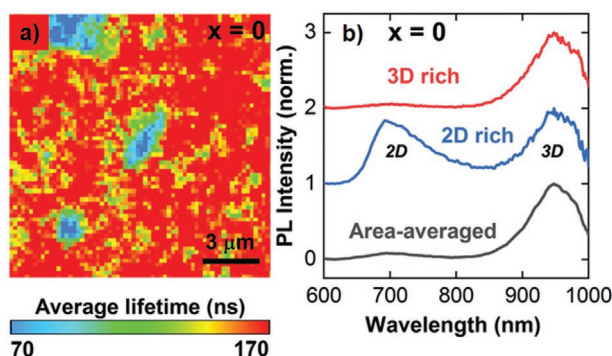 a)
x = 0
3 μm
Average lifetime (ns)
70
170
b)
x = 0
3D rich
2D rich
2D
3D
Area-averaged
PL Intensity (norm.)
3
2
1
0
600
700
800
900
1000
Wavelength (nm)